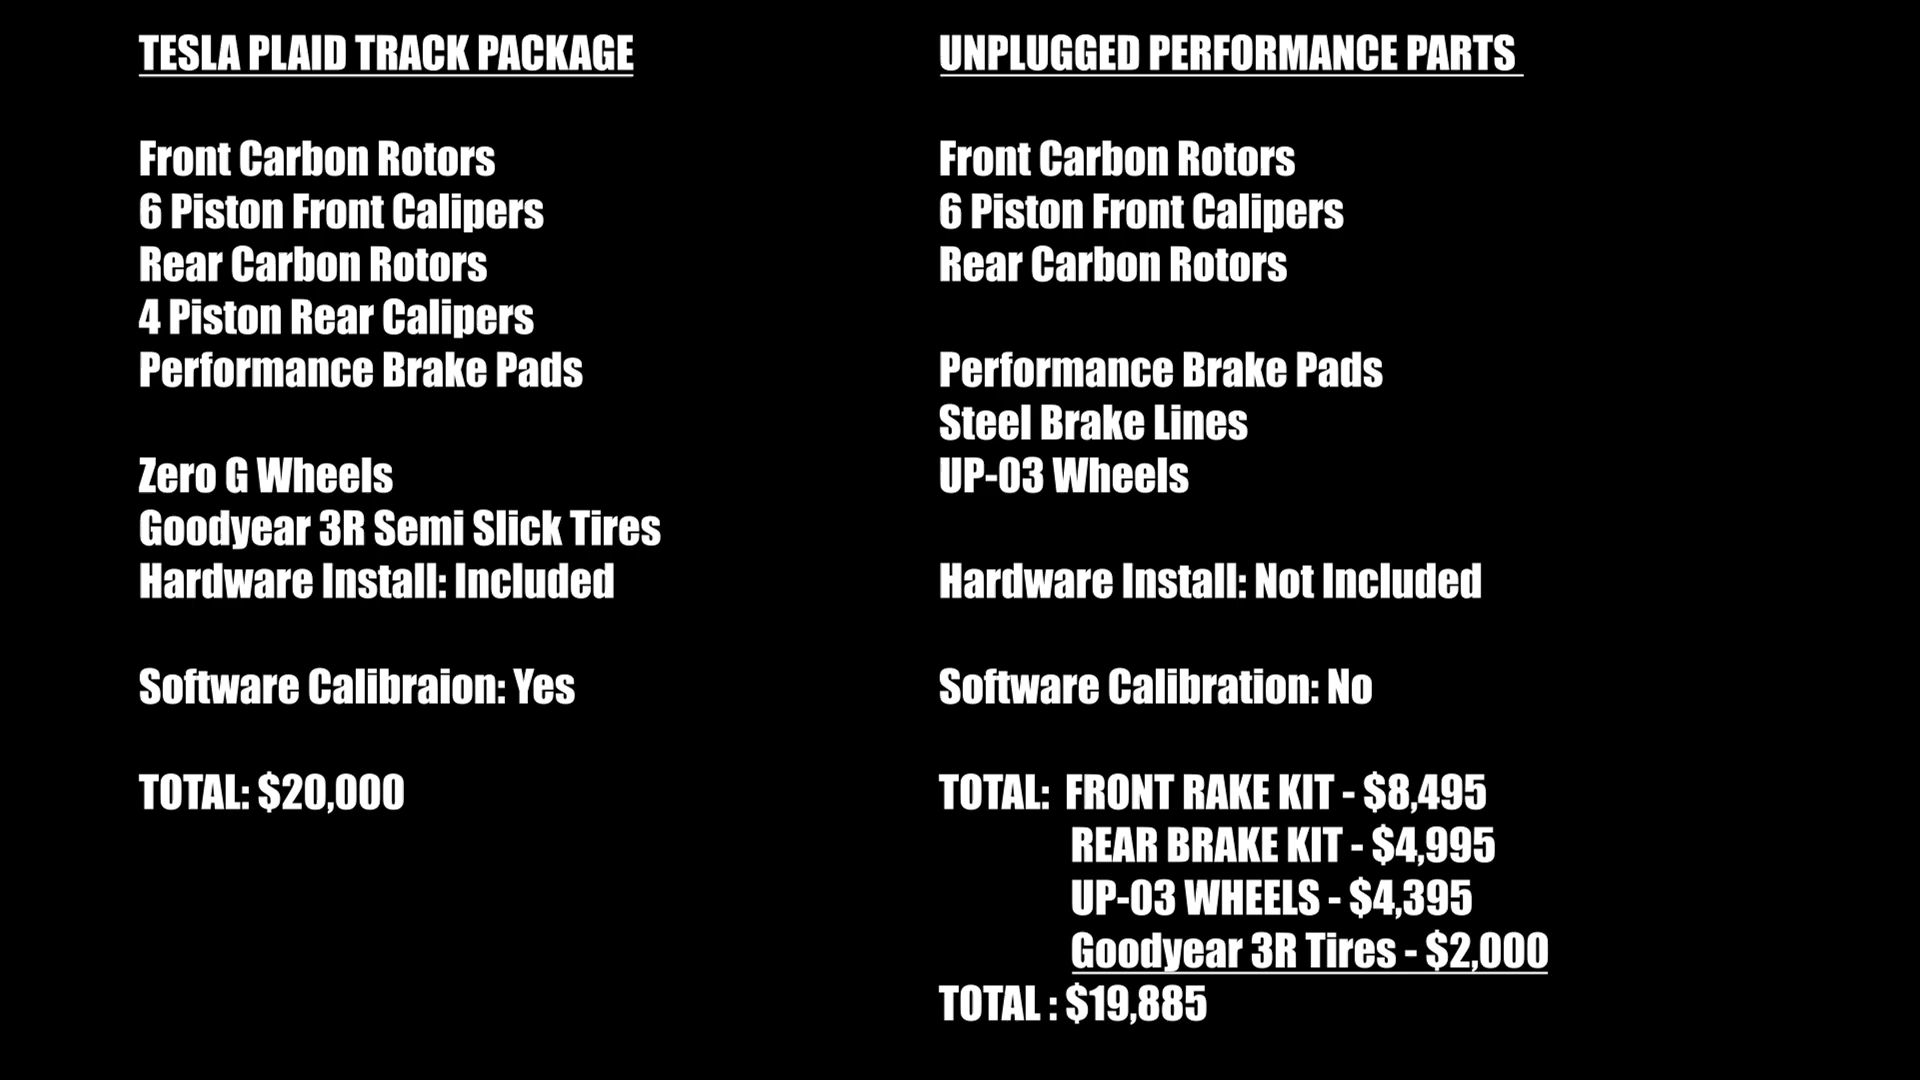 TESLA PLAID TRACK PACKAGE
Front Carbon Rotors
6 Piston Front Calipers
Rear Carbon Rotors
4 Piston Rear Calipers
Performance Brake Pads
Zero G Wheels
Goodyear 3R Semi Slick Tires
Hardware Install: Included
Software Calibraion: Yes
TOTAL: $20,000
UNPLUGGED PERFORMANCE PARTS
Front Carbon Rotors
6 Piston Front Calipers
Rear Carbon Rotors
Performance Brake Pads
Steel Brake Lines
UP-03 Wheels
Hardware Install: Not Included
Software Calibration: No
TOTAL: FRONT RAKE KIT - $8,495
REAR BRAKE KIT - $4,995
UP-03 WHEELS - $4,395
Goodyear 3R Tires - $2,000
TOTAL : $19,885